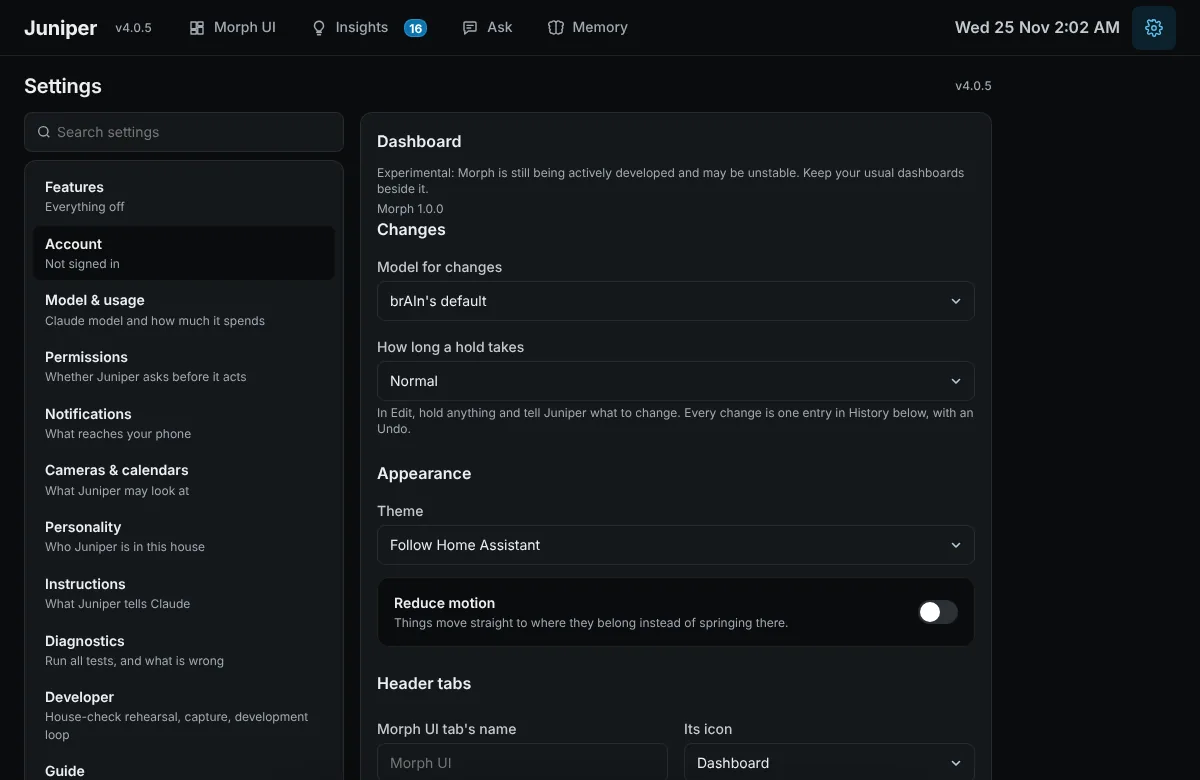 Juniper v4.0.5 Morph UI Insights 16 Ask Memory Wed 25 Nov 2:02 AM
Settings
v4.0.5
Search settings
Features
Everything off
Account
Not signed in
Model & usage
Claude model and how much it spends
Permissions
Whether Juniper asks before it acts
Notifications
What reaches your phone
Cameras & calendars
What Juniper may look at
Personality
Who Juniper is in this house
Instructions
What Juniper tells Claude
Diagnostics
Run all tests, and what is wrong
Developer
House-check rehearsal, capture, development
loop
Guide
Dashboard
Experimental: Morph is still being actively developed and may be unstable. Keep your usual dashboards
beside it.
Morph 1.0.0
Changes
Model for changes
brAIn's default
How long a hold takes
Normal
In Edit, hold anything and tell Juniper what to change. Every change is one entry in History below, with an
Undo.
Appearance
Theme
Follow Home Assistant
Reduce motion
Things move straight to where they belong instead of springing there.
Header tabs
Morph UI tab's name
Morph UI
Its icon
Dashboard